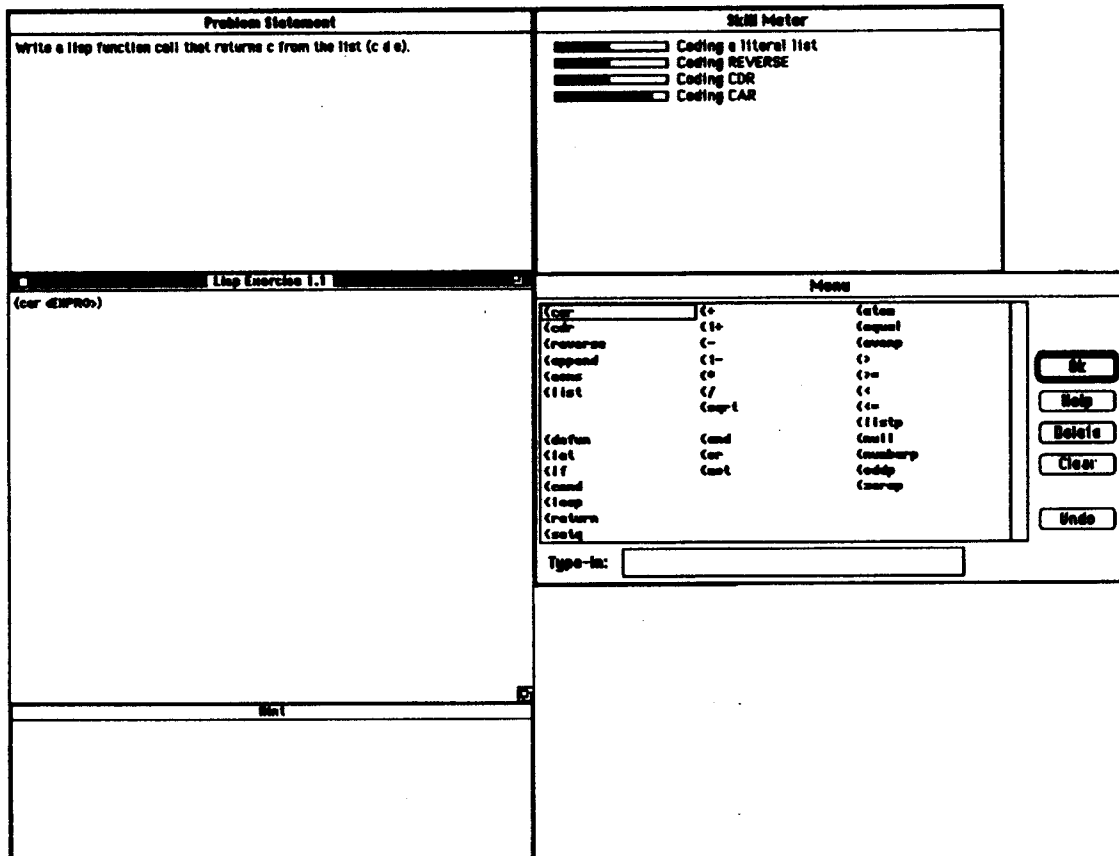 Problem Statement
Write a lisp function call that returns c from the list (c d e).
Skill Meter
Coding a literal list
Coding REVERSE
Coding CDR
Coding CAR
Lisp Exercise 1.1
(car <EXPR0>)
Menu
(car (+ (atom
(cdr (1+ (equal
(reverse (- (evenp
(append (1- (>
(cons (* (>=
(list (/ (<
(sqrt (<=
(listp
(defun (and (null
(let (or (numberp
(if (not (oddp
(cond (zerop
(loop
(return
(setq
Ok
Help
Delete
Clear
Undo
Type-in:
Hint